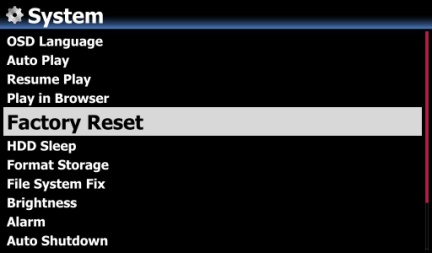 System
OSD Language
Auto Play
Resume Play
Play in Browser
Factory Reset
HDD Sleep
Format Storage
File System Fix
Brightness
Alarm
Auto Shutdown